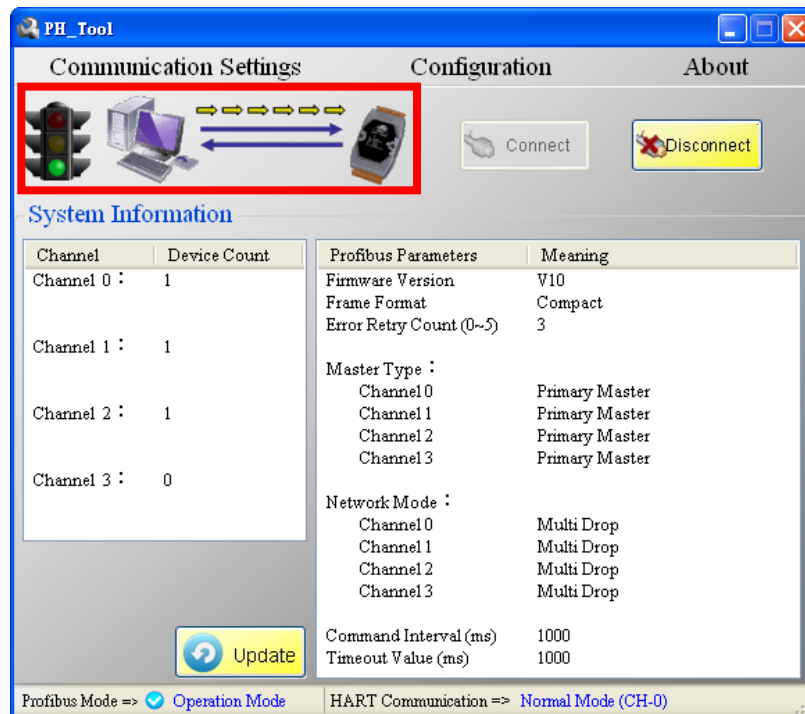 PH_Tool
Communication Settings Configuration About
Connect Disconnect
System Information
Channel Device Count
Channel 0： 1
Channel 1： 1
Channel 2： 1
Channel 3： 0
Update
Profibus Parameters Meaning
Firmware Version V10
Frame Format Compact
Error Retry Count (0~5) 3
Master Type：
Channel 0 Primary Master
Channel 1 Primary Master
Channel 2 Primary Master
Channel 3 Primary Master
Network Mode：
Channel 0 Multi Drop
Channel 1 Multi Drop
Channel 2 Multi Drop
Channel 3 Multi Drop
Command Interval (ms) 1000
Timeout Value (ms) 1000
Profibus Mode => Operation Mode HART Communication => Normal Mode (CH-0)